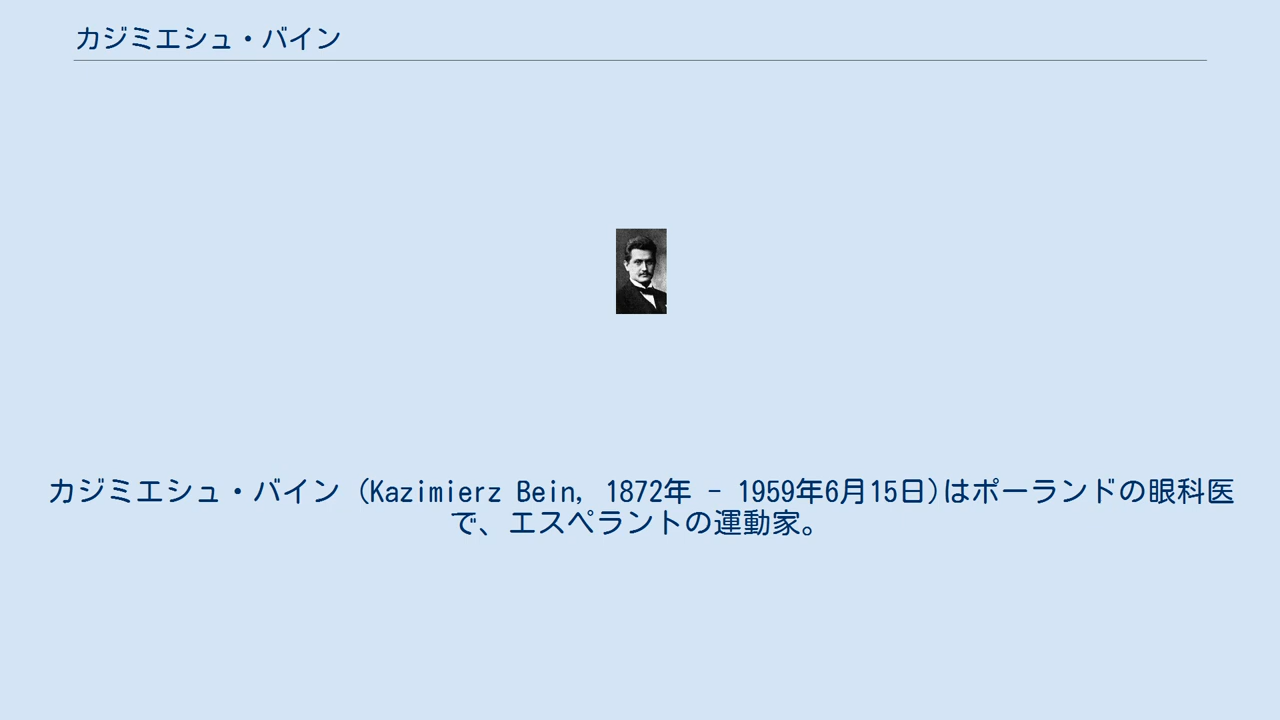 カジミエシュ・バイン
カジミエシュ・バイン (Kazimierz Bein, 1872年 - 1959年6月15日)はポーランドの眼科医
で、エスペラントの運動家。